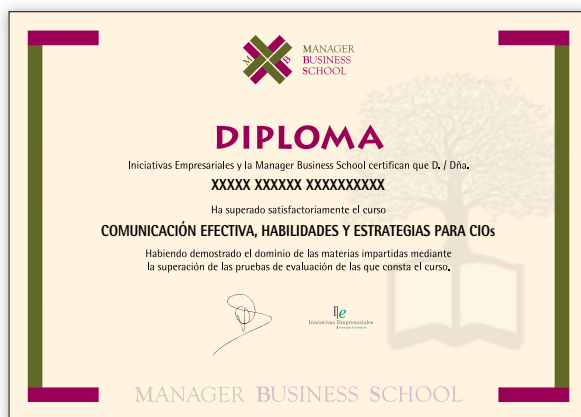 M B
MANAGER
BUSINESS
SCHOOL
DIPLOMA
Iniciativas Empresariales y la Manager Business School certifican que D. / Dña.
XXXXX XXXXXX XXXXXXXXXX
Ha superado satisfactoriamente el curso
COMUNICACIÓN EFECTIVA, HABILIDADES Y ESTRATEGIAS PARA CIOs
Habiendo demostrado el dominio de las materias impartidas mediante
la superación de las pruebas de evaluación de las que consta el curso.
Iniciativas Empresariales
MANAGER BUSINESS SCHOOL